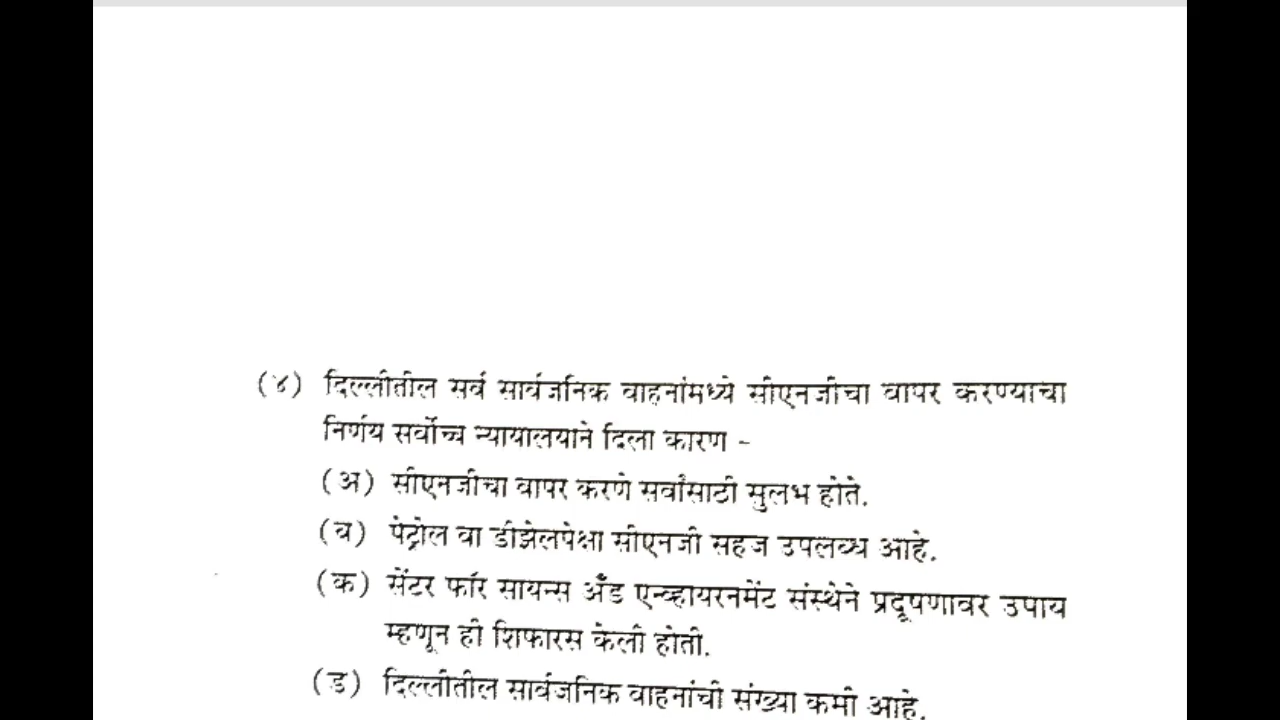 (४) दिल्लीतील सर्व सार्वजनिक वाहनांमध्ये सीएनजीचा वापर करण्याचा
निर्णय सर्वोच्च न्यायालयाने दिला कारण -
(अ) सीएनजीचा वापर करणे सर्वांसाठी सुलभ होते.
(ब) पेट्रोल वा डीझेलपेक्षा सीएनजी सहज उपलब्ध आहे.
(क) सेंटर फॉर सायन्स अँड एन्व्हायरनमेंट संस्थेने प्रदूषणावर उपाय
म्हणून ही शिफारस केली होती.
(ड) दिल्लीतील सार्वजनिक वाहनांची संख्या कमी आहे.